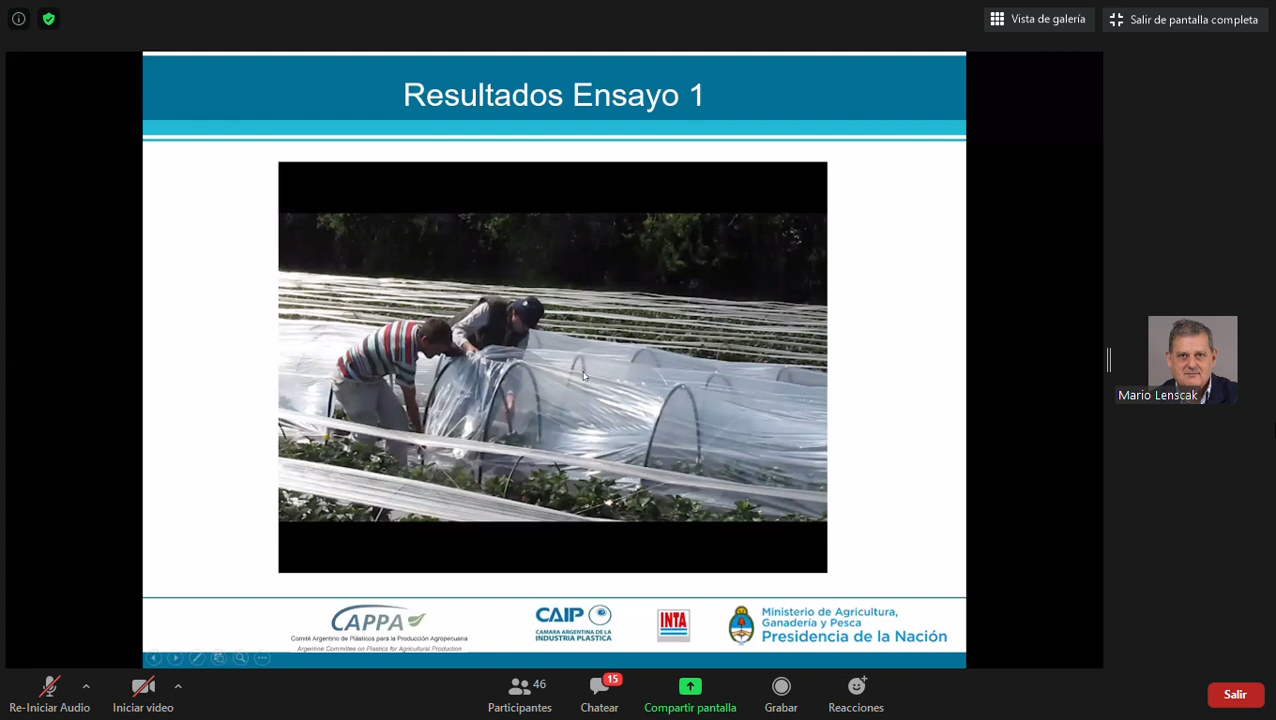 Vista de galería
Salir de pantalla completa
Resultados Ensayo 1
Mario Lenscak
CAPPA
Comité Argentino de Plásticos para la Producción Agropecuaria
Argentine Committee on Plastics for Agricultural Production
CAIP
CAMARA ARGENTINA DE LA
INDUSTRIA PLASTICA
INTA
Ministerio de Agricultura,
Ganadería y Pesca
Presidencia de la Nación
Re-Iniciar Audio
Iniciar video
46
Participantes
15
Chatear
Compartir pantalla
Grabar
Reacciones
Salir